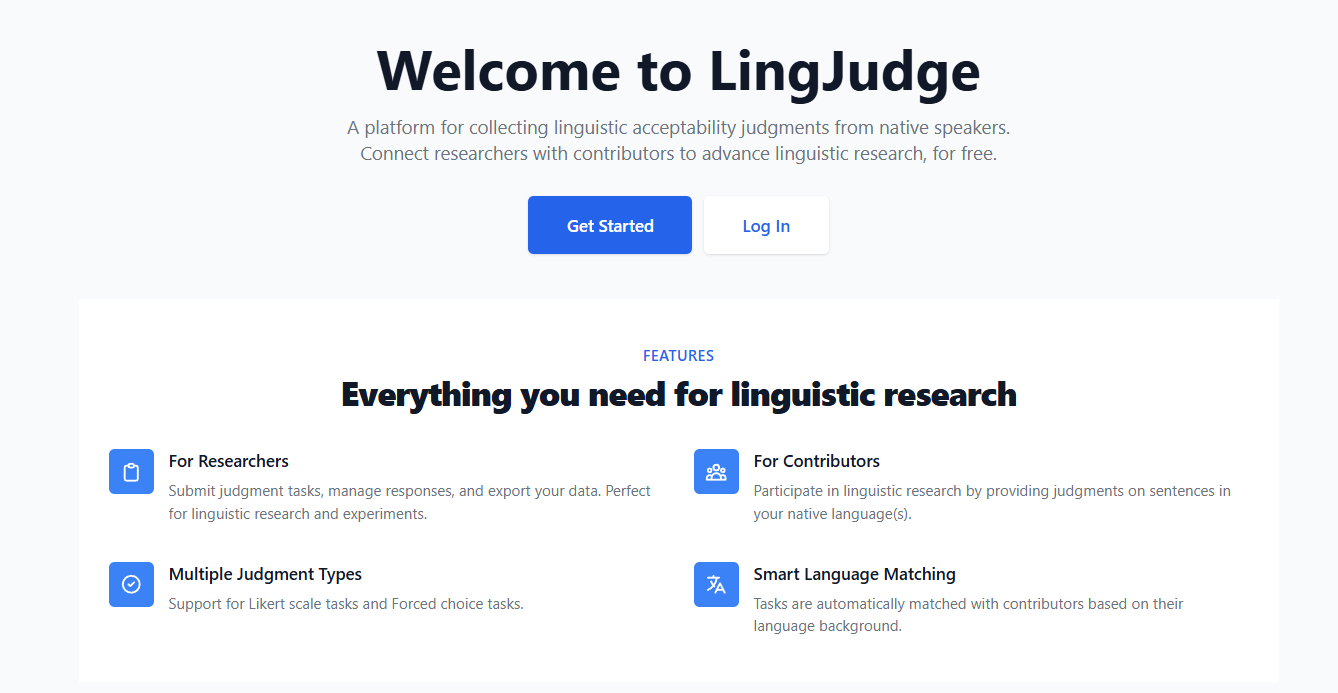 Welcome to LingJudge
A platform for collecting linguistic acceptability judgments from native speakers.
Connect researchers with contributors to advance linguistic research, for free.
Get Started
Log In
FEATURES
Everything you need for linguistic research
For Researchers
Submit judgment tasks, manage responses, and export your data. Perfect
for linguistic research and experiments.
For Contributors
Participate in linguistic research by providing judgments on sentences in
your native language(s).
Multiple Judgment Types
Support for Likert scale tasks and Forced choice tasks.
Smart Language Matching
Tasks are automatically matched with contributors based on their
language background.